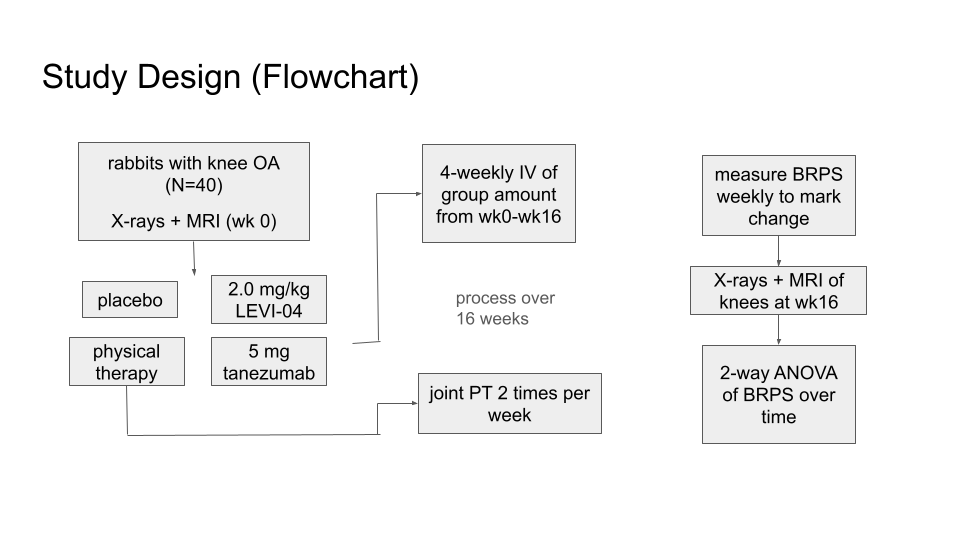 Study Design (Flowchart)
rabbits with knee OA
(N=40)
X-rays + MRI (wk 0)
placebo
2.0 mg/kg
LEVI-04
physical
therapy
5 mg
tanezumab
4-weekly IV of
group amount
from wk0-wk16
process over
16 weeks
joint PT 2 times per
week
measure BRPS
weekly to mark
change
X-rays + MRI of
knees at wk16
2-way ANOVA
of BRPS over
time